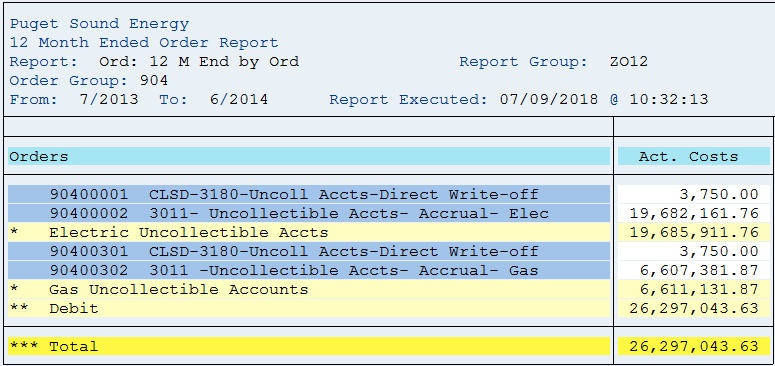 Puget Sound Energy
12 Month Ended Order Report
Report: Ord: 12 M End by Ord Report Group: ZO12
Order Group: 904
From: 7/2013 To: 6/2014 Report Executed: 07/09/2018 @ 10:32:13
Orders Act. Costs
90400001 CLSD-3180-Uncoll Accts-Direct Write-off 3,750.00
90400002 3011- Uncollectible Accts- Accrual- Elec 19,682,161.76
* Electric Uncollectible Accts 19,685,911.76
90400301 CLSD-3180-Uncoll Accts-Direct Write-off 3,750.00
90400302 3011 -Uncollectible Accts- Accrual- Gas 6,607,381.87
* Gas Uncollectible Accounts 6,611,131.87
** Debit 26,297,043.63
*** Total 26,297,043.63